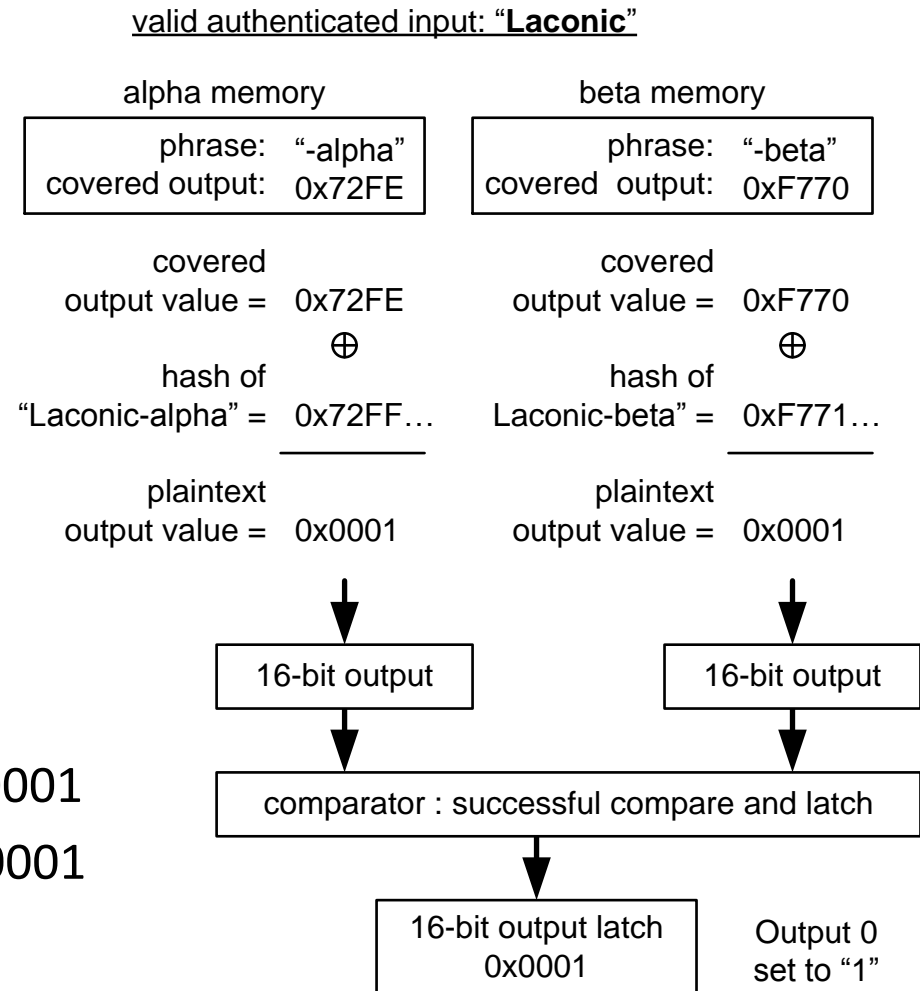 valid authenticated input: “Laconic”
alpha memory
phrase: “-alpha”
covered output: 0x72FE
covered
output value = 0x72FE
⊕
hash of
“Laconic-alpha” = 0x72FF…
plaintext
output value = 0x0001
16-bit output
beta memory
phrase: “-beta”
covered output: 0xF770
covered
output value = 0xF770
⊕
hash of
Laconic-beta” = 0xF771…
plaintext
output value = 0x0001
16-bit output
001
0001
comparator : successful compare and latch
16-bit output latch
0x0001
Output 0
set to “1”